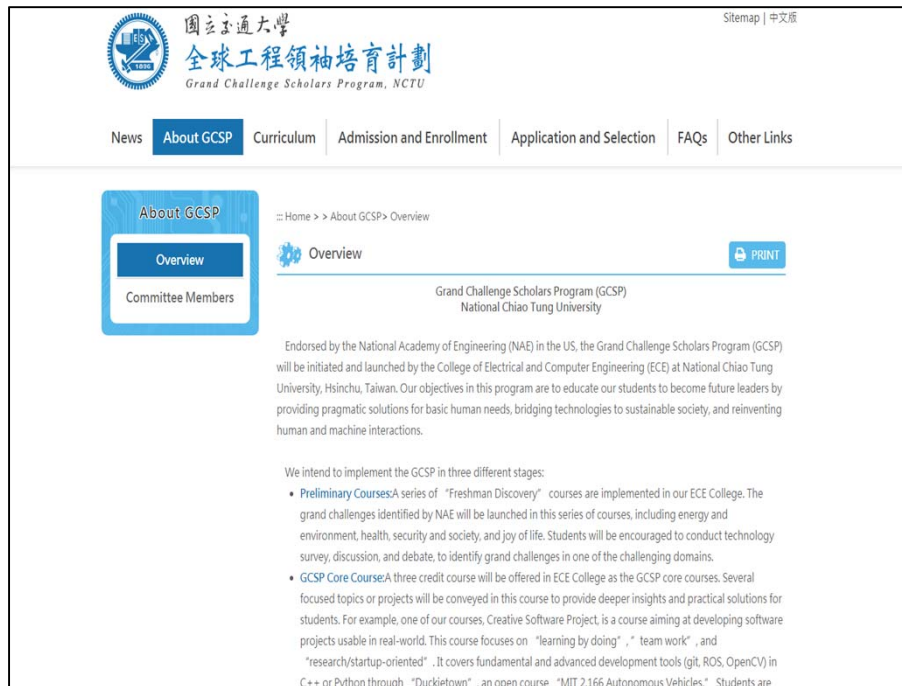 Sitemap | 中文版
國立交通大學
全球工程領袖培育計劃
Grand Challenge Scholars Program, NCTU
News About GCSP Curriculum Admission and Enrollment Application and Selection FAQs Other Links
About GCSP
Overview
Committee Members
::: Home > > About GCSP> Overview
Overview
PRINT
Grand Challenge Scholars Program (GCSP)
National Chiao Tung University
Endorsed by the National Academy of Engineering (NAE) in the US, the Grand Challenge Scholars Program (GCSP)
will be initiated and launched by the College of Electrical and Computer Engineering (ECE) at National Chiao Tung
University, Hsinchu, Taiwan. Our objectives in this program are to educate our students to become future leaders by
providing pragmatic solutions for basic human needs, bridging technologies to sustainable society, and reinventing
human and machine interactions.
We intend to implement the GCSP in three different stages:
• Preliminary Courses:A series of “Freshman Discovery” courses are implemented in our ECE College. The
grand challenges identified by NAE will be launched in this series of courses, including energy and
environment, health, security and society, and joy of life. Students will be encouraged to conduct technology
survey, discussion, and debate, to identify grand challenges in one of the challenging domains.
• GCSP Core Course:A three credit course will be offered in ECE College as the GCSP core courses. Several
focused topics or projects will be conveyed in this course to provide deeper insights and practical solutions for
students. For example, one of our courses, Creative Software Project, is a course aiming at developing software
projects usable in real-world. This course focuses on “learning by doing” , “ team work” , and
“research/startup-oriented” . It covers fundamental and advanced development tools (git, ROS, OpenCV) in
C++ or Python through “Duckietown” , an open course “MIT 2.166 Autonomous Vehicles.” Students are